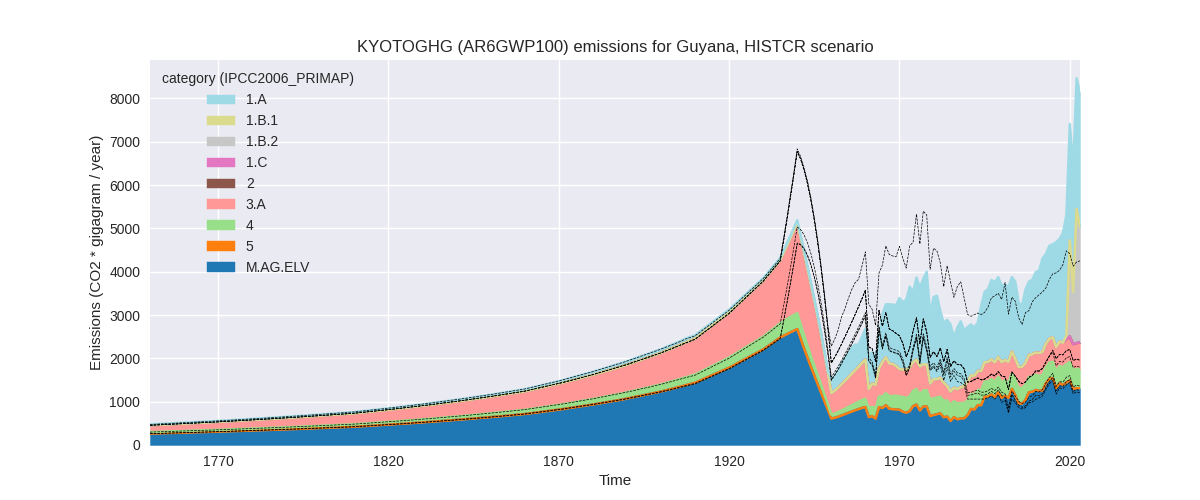 KYOTOGHG (AR6GWP100) emissions for Guyana, HISTCR scenario
category (IPCC2006_PRIMAP)
1.A
1.B.1
1.B.2
1.C
2
3.A
4
5
M.AG.ELV
Emissions (CO2 * gigagram / year)
8000
7000
6000
5000
4000
3000
2000
1000
0
1770
1820
1870
1920
1970
2020
Time